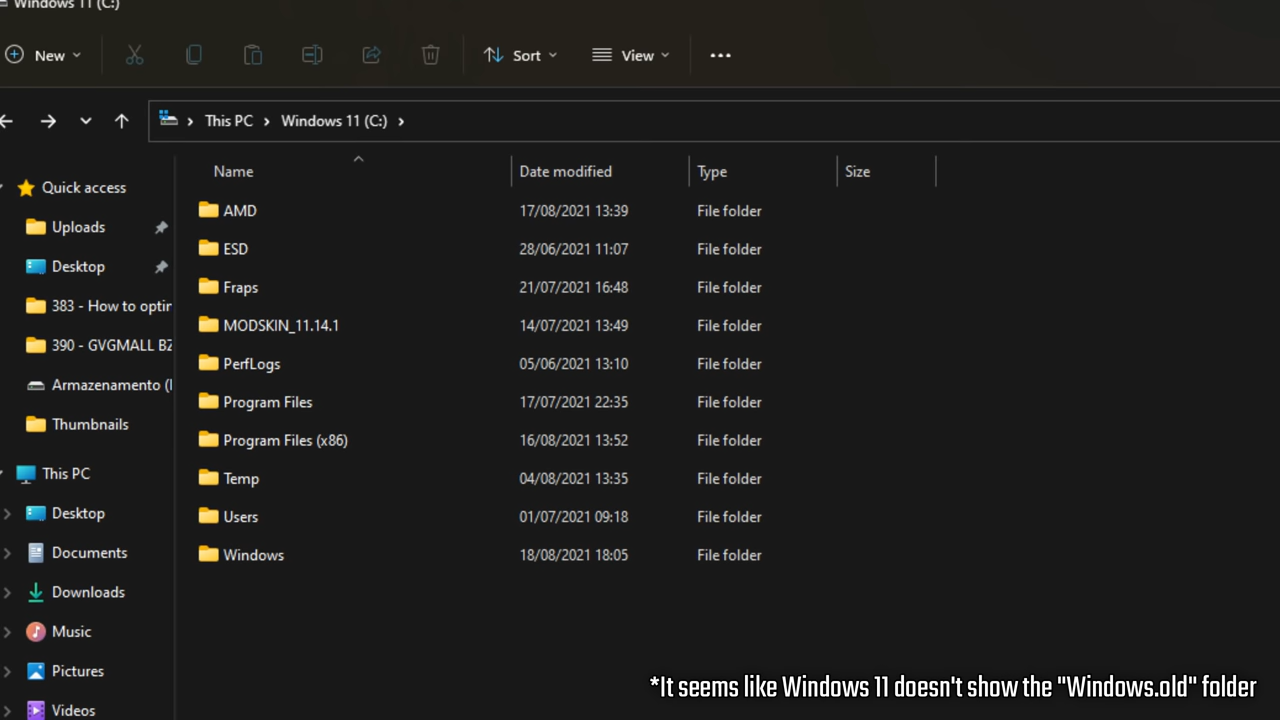 Windows 11 (C:)
New
Sort
View
This PC > Windows 11 (C:) >
Name Date modified Type Size
Quick access
Uploads
Desktop
383 - How to optir
390 - GVGMALL BZ
Armazenamento (
Thumbnails
This PC
Desktop
Documents
Downloads
Music
Pictures
Videos
AMD 17/08/2021 13:39 File folder
ESD 28/06/2021 11:07 File folder
Fraps 21/07/2021 16:48 File folder
MODSKIN_11.14.1 14/07/2021 13:49 File folder
PerfLogs 05/06/2021 13:10 File folder
Program Files 17/07/2021 22:35 File folder
Program Files (x86) 16/08/2021 13:52 File folder
Temp 04/08/2021 13:35 File folder
Users 01/07/2021 09:18 File folder
Windows 18/08/2021 18:05 File folder
*It seems like Windows 11 doesn't show the "Windows.old" folder